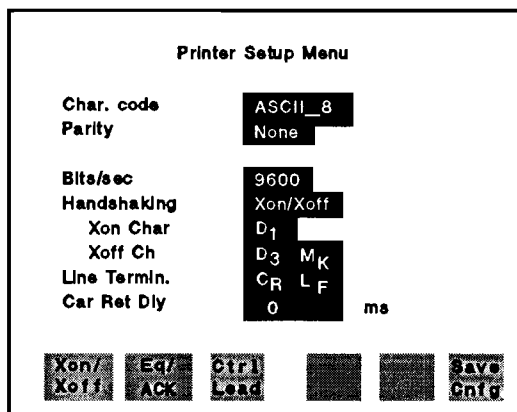 Printer Setup Menu
Char. code ASCII_8
Parity None
Bits/sec 9600
Handshaking Xon/Xoff
Xon Char D1
Xoff Ch D3 MK
Line Termin. CR LF
Car Ret Dly 0 ms
Xon/ Eq/ Ctrl Save
Xoff ACK Lead Cnfg